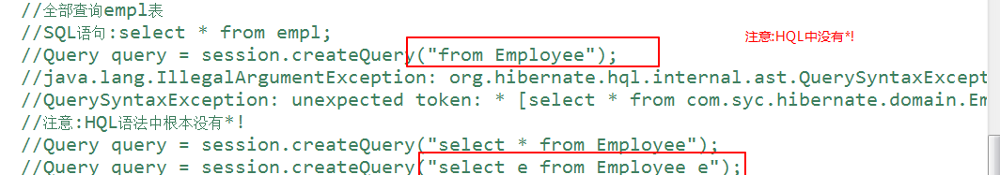 //全部查询empl表
//SQL语句:select * from empl;
注意:HQL中没有*!
//Query query = session.createQuery("from Employee");
//java.lang.IllegalArgumentException: org.hibernate.hql.internal.ast.QuerySyntaxExcept
//QuerySyntaxException: unexpected token: * [select * from com.syc.hibernate.domain.Em
//注意:HQL语法中根本没有*!
//Query query = session.createQuery("select * from Employee");
//Query query = session.createQuery("select e from Employee e");